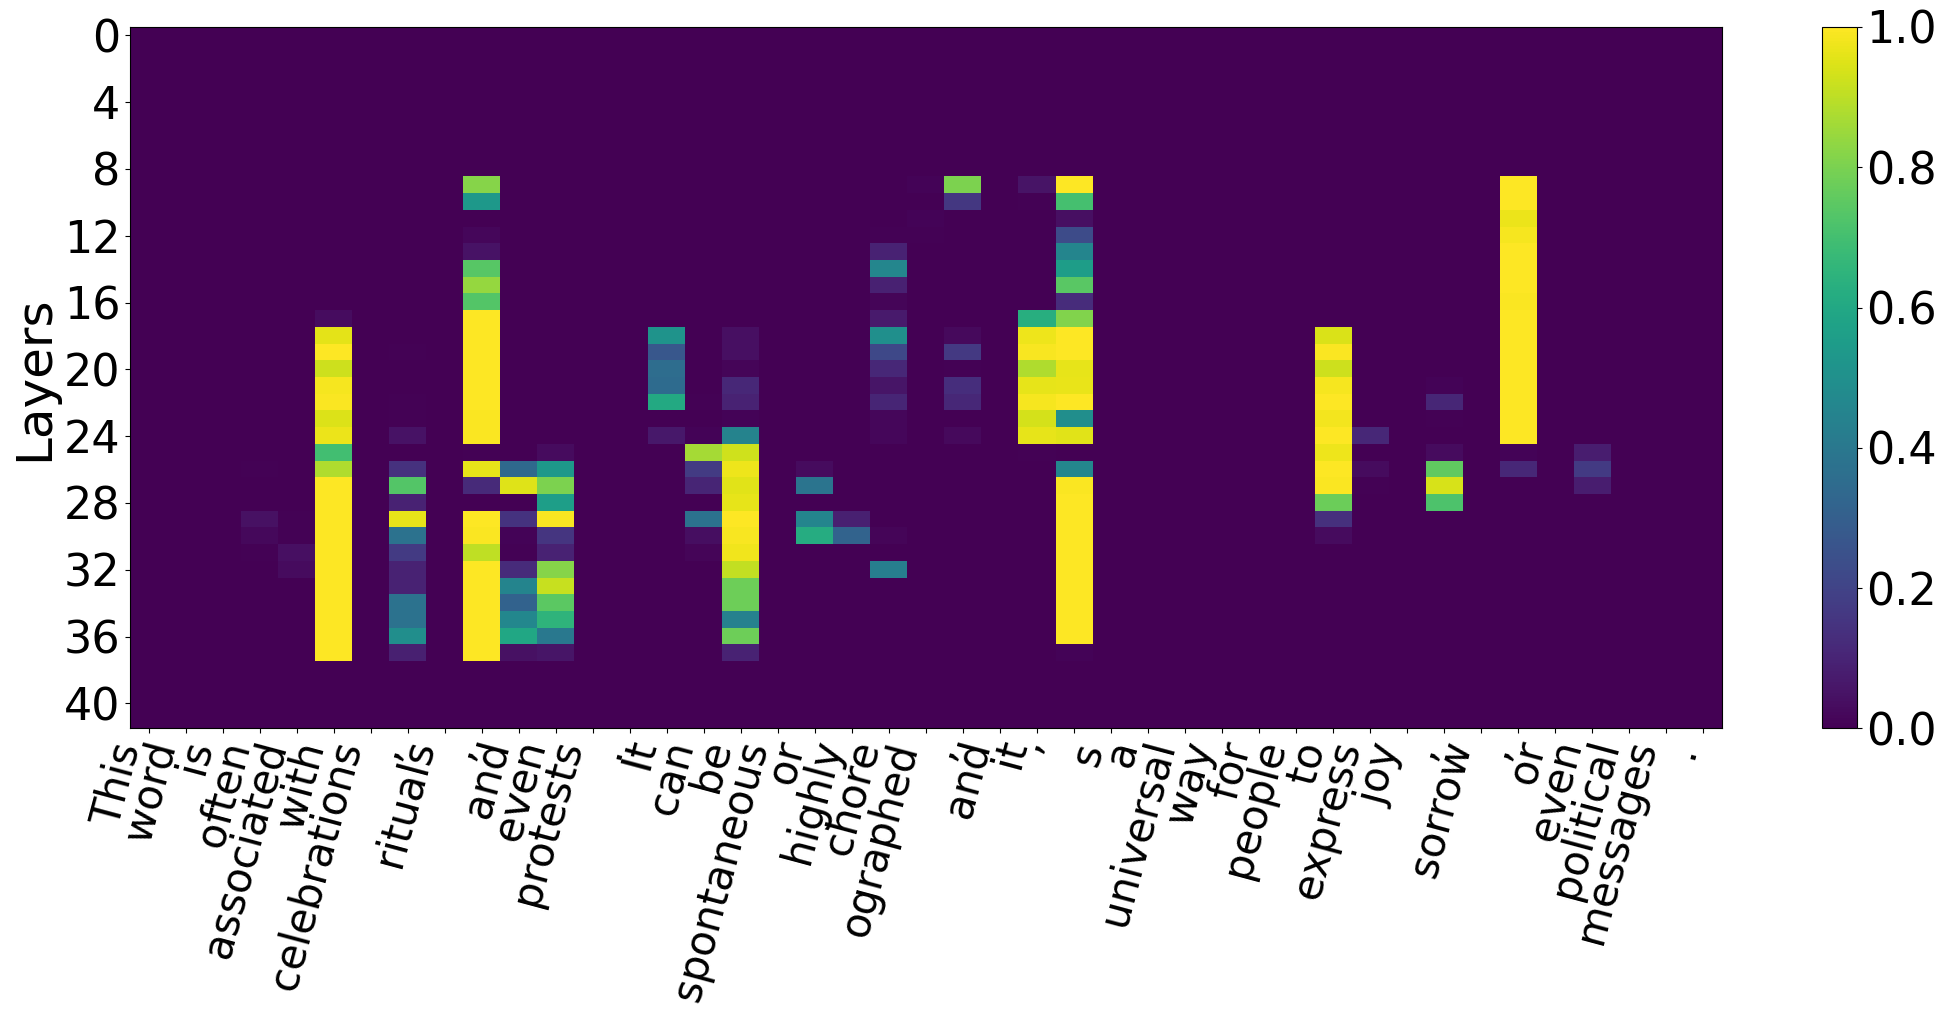 Layers
0
4
8
12
16
20
24
28
32
36
40
This
word
is
often
associated
with
celebrations
,
rituals
,
and
even
protests
.
It
can
be
spontaneous
or
highly
chore
ographed
,
and
it
'
s
a
universal
way
for
people
to
express
joy
,
sorrow
,
or
even
political
messages
.
1.0
0.8
0.6
0.4
0.2
0.0